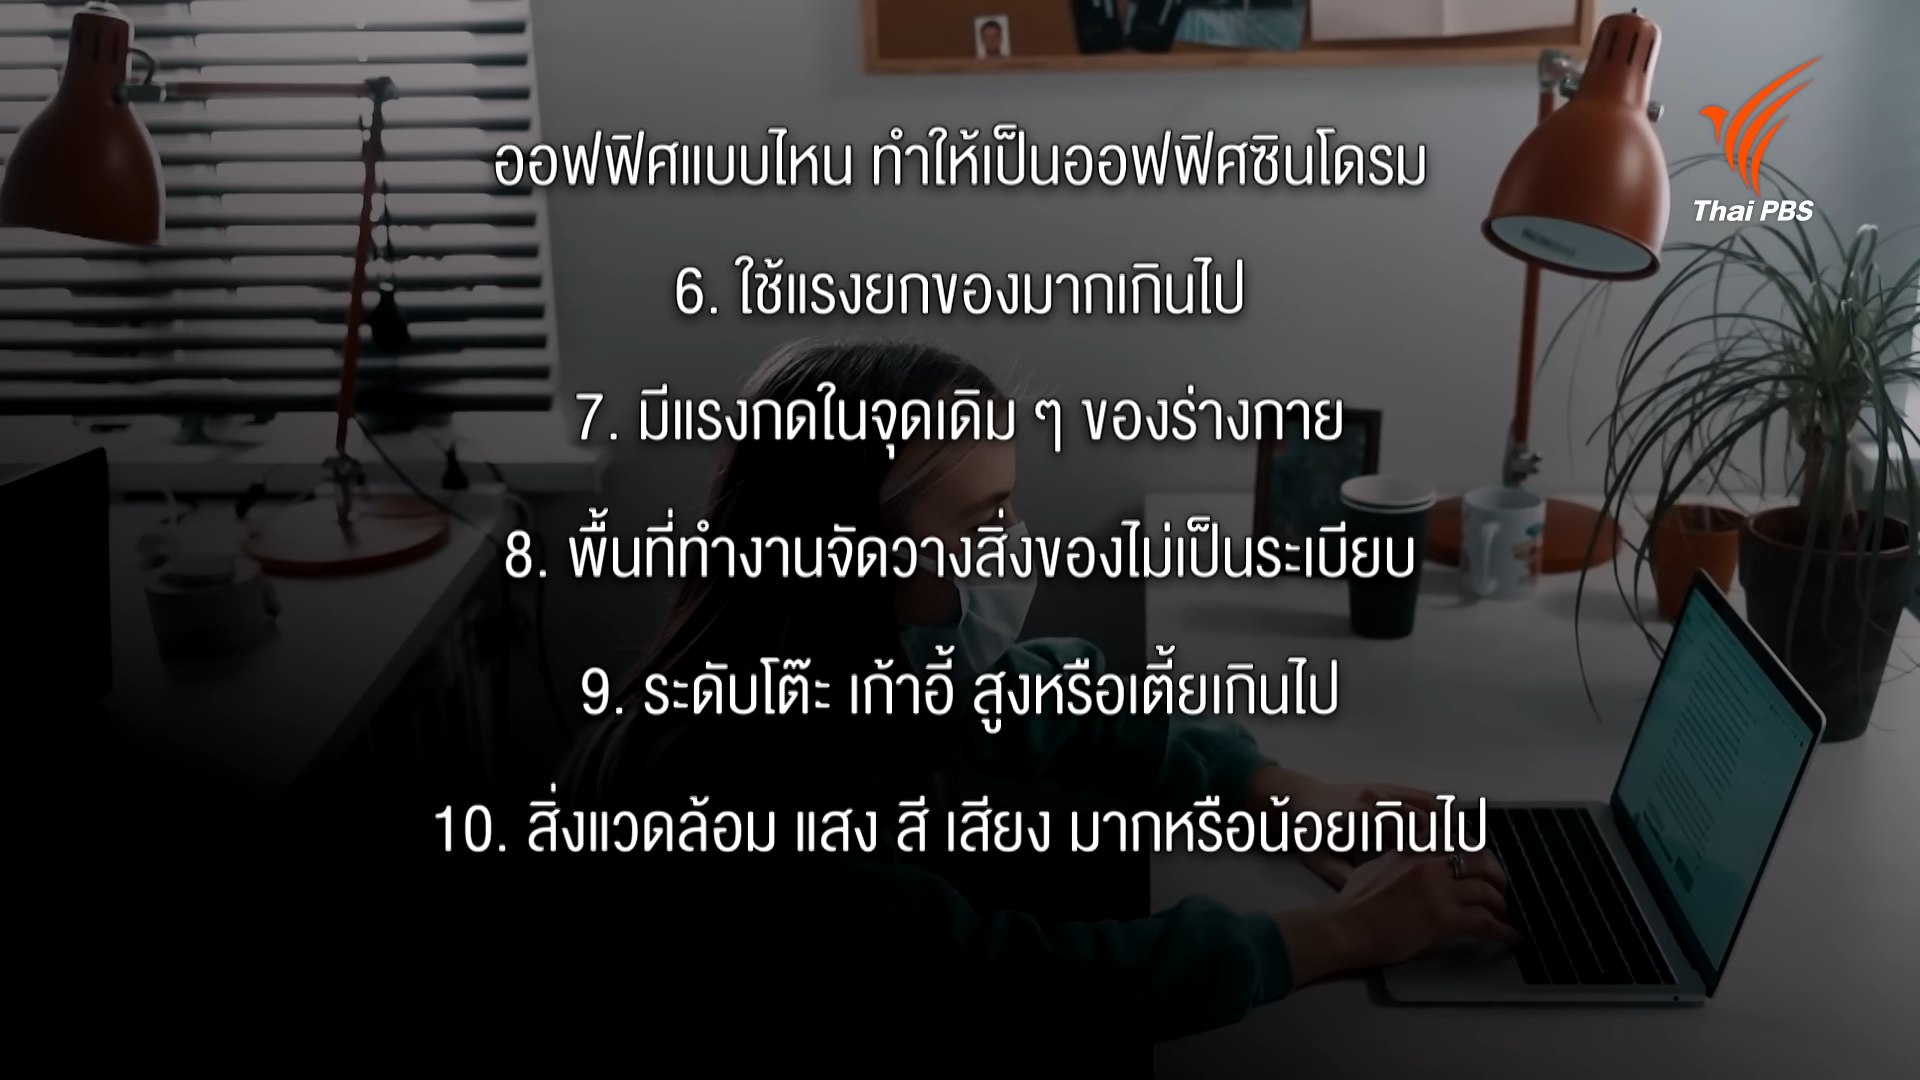 Thai PBS
ออฟฟิศแบบไหน ทำให้เป็นออฟฟิศซินโดรม
6. ใช้แรงยกของมากเกินไป
7. มีแรงกดในจุดเดิม ๆ ของร่างกาย
8. พื้นที่ทำงานจัดวางสิ่งของไม่เป็นระเบียบ
9. ระดับโต๊ะ เก้าอี้ สูงหรือเตี้ยเกินไป
10. สิ่งแวดล้อม แสง สี เสียง มากหรือน้อยเกินไป